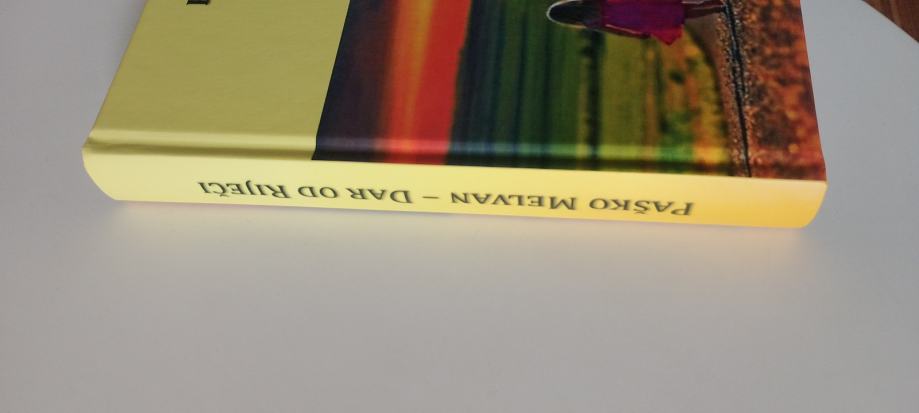 PAŠKO MELVAN – DAR OD RIJEČI